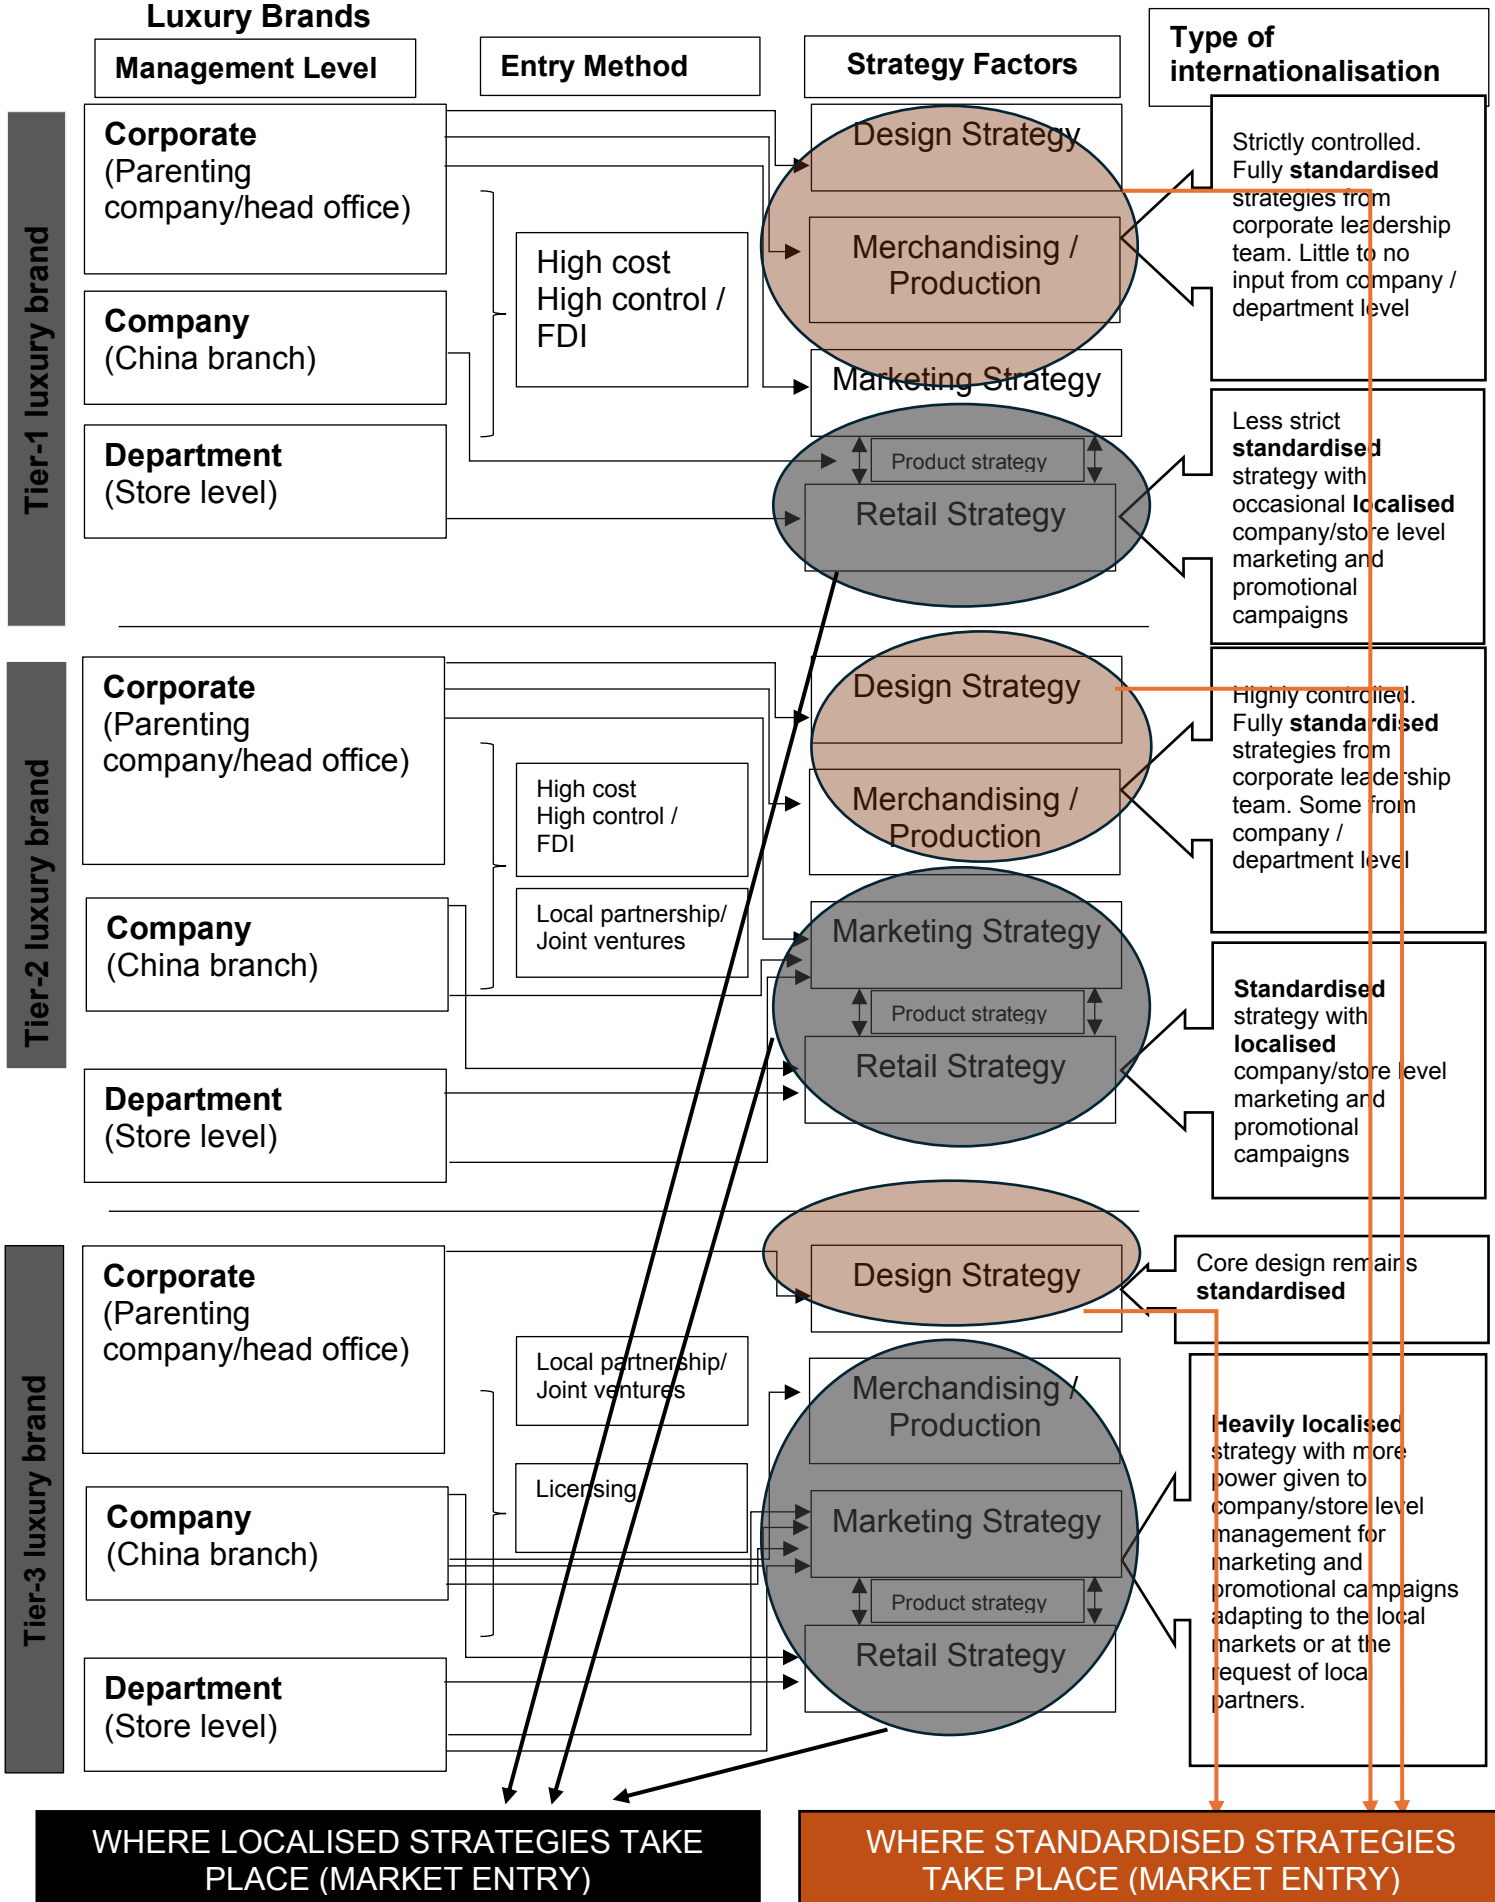 Luxury Brands
Management Level
Entry Method
Strategy Factors
Type of
internationalisation
Tier-1 luxury brand
Corporate
(Parenting
company/head office)
Company
(China branch)
Department
(Store level)
High cost
High control /
FDI
Design Strategy
Merchandising /
Production
Marketing Strategy
Product strategy
Retail Strategy
Strictly controlled.
Fully standardised
strategies from
corporate leadership
team. Little to no
input from company /
department level
Less strict
standardised
strategy with
occasional localised
company/store level
marketing and
promotional
campaigns
Tier-2 luxury brand
Corporate
(Parenting
company/head office)
Company
(China branch)
Department
(Store level)
High cost
High control /
FDI
Local partnership/
Joint ventures
Design Strategy
Merchandising /
Production
Marketing Strategy
Product strategy
Retail Strategy
Highly controlled.
Fully standardised
strategies from
corporate leadership
team. Some from
company /
department level
Standardised
strategy with
localised
company/store level
marketing and
promotional
campaigns
Tier-3 luxury brand
Corporate
(Parenting
company/head office)
Company
(China branch)
Department
(Store level)
Local partnership/
Joint ventures
Licensing
Design Strategy
Merchandising /
Production
Marketing Strategy
Product strategy
Retail Strategy
Core design remains
standardised
Heavily localised
strategy with more
power given to
company/store level
management for
marketing and
promotional campaigns
adapting to the local
markets or at the
request of local
partners.
WHERE LOCALISED STRATEGIES TAKE
PLACE (MARKET ENTRY)
WHERE STANDARDISED STRATEGIES
TAKE PLACE (MARKET ENTRY)